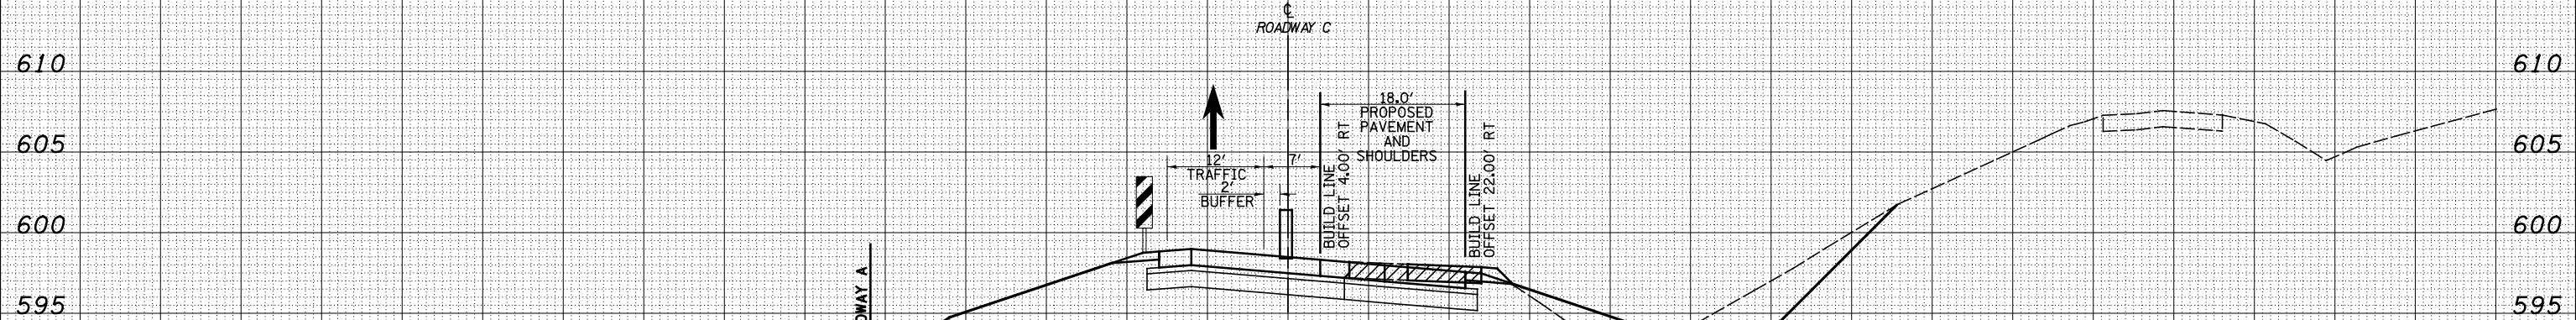 ℄
ROADWAY C
610
610
18.0'
PROPOSED
PAVEMENT
AND
SHOULDERS
605
605
12'
7'
TRAFFIC
2'
BUFFER
BUILD LINE
OFFSET 4.00' RT
BUILD LINE
OFFSET 22.00' RT
600
600
DWAY A
595
595